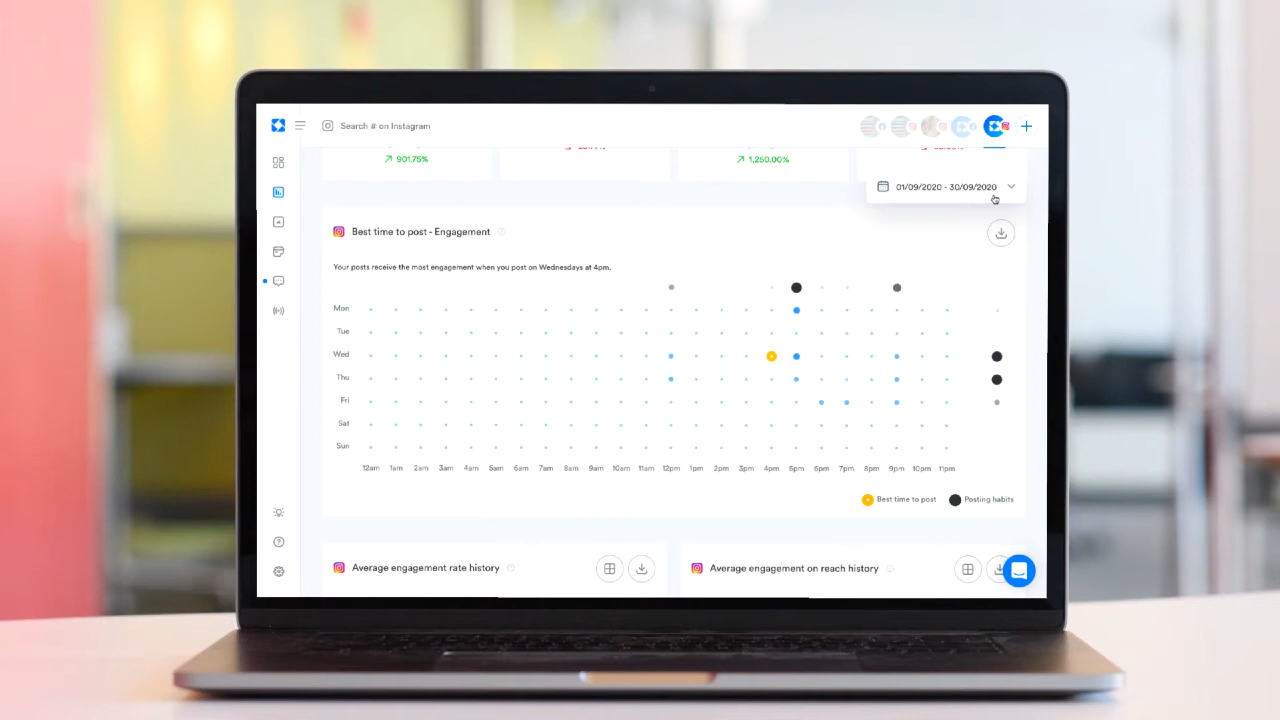 Search # on Instagram
901.75%
1,250.00%
01/09/2020 - 30/09/2020
Best time to post - Engagement
Your posts receive the most engagement when you post on Wednesdays at 4pm.
Mon
Tue
Wed
Thu
Fri
Sat
Sun
12am 1am 2am 3am 4am 5am 6am 7am 8am 9am 10am 11am 12pm 1pm 2pm 3pm 4pm 5pm 6pm 7pm 8pm 9pm 10pm 11pm
Best time to post Posting habits
Average engagement rate history
Average engagement on reach history